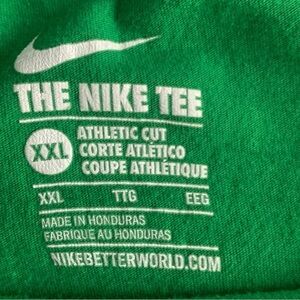 THE NIKE TEE
XXL
ATHLETIC CUT
CORTE ATLÉTICO
COUPE ATHLÉTIQUE
XXL TTG EEG
MADE IN HONDURAS
FABRIQUE AU HONDURAS
NIKEBETTERWORLD.COM